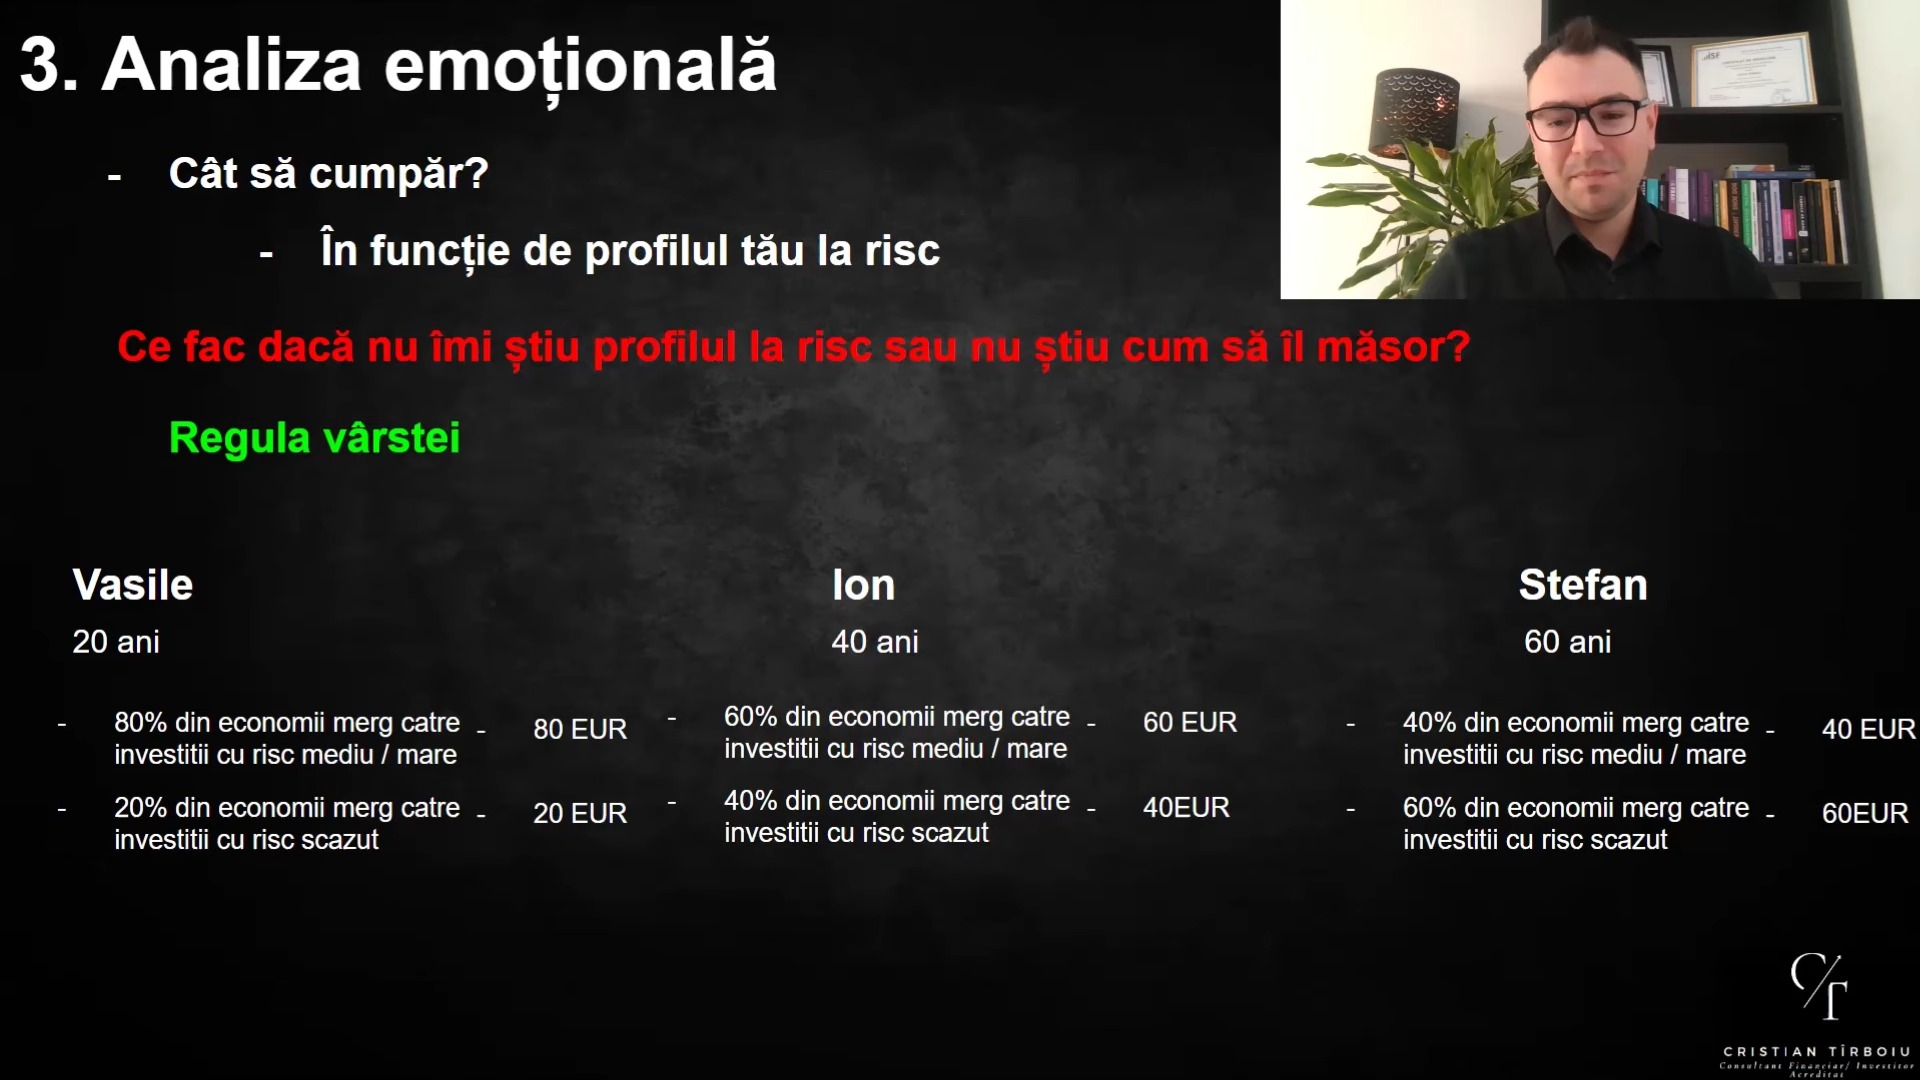 3. Analiza emoțională
- Cât să cumpăr?
- În funcție de profilul tău la risc
Ce fac dacă nu îmi știu profilul la risc sau nu știu cum să îl măsor?
Regula vârstei
Vasile
20 ani
- 80% din economii merg catre
investitii cu risc mediu / mare
- 80 EUR
- 20% din economii merg catre
investitii cu risc scazut
- 20 EUR
Ion
40 ani
- 60% din economii merg catre
investitii cu risc mediu / mare
- 60 EUR
- 40% din economii merg catre
investitii cu risc scazut
- 40EUR
Stefan
60 ani
- 40% din economii merg catre
investitii cu risc mediu / mare
- 40 EUR
- 60% din economii merg catre
investitii cu risc scazut
- 60EUR
ISF
C/T
CRISTIAN TÎRBOIU
Consultant Financiar/ Investitor
Acreditat